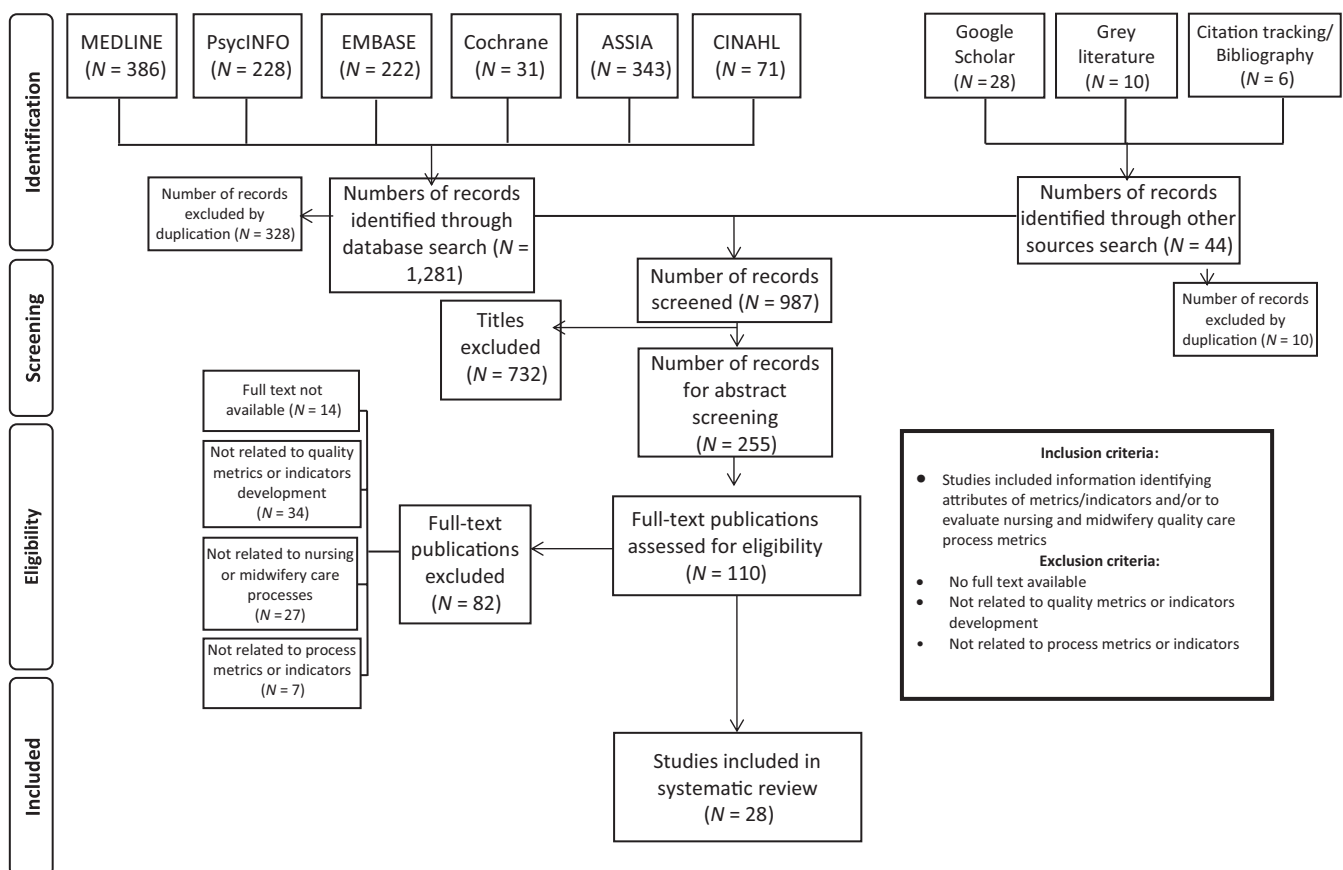 Identification
MEDLINE
(N = 386)
PsycINFO
(N = 228)
EMBASE
(N = 222)
Cochrane
(N = 31)
ASSIA
(N = 343)
CINAHL
(N = 71)
Google
Scholar
(N = 28)
Grey
literature
(N = 10)
Citation tracking/
Bibliography
(N = 6)
Number of records
excluded by
duplication (N = 328)
Numbers of records
identified through
database search (N =
1,281)
Numbers of records
identified through other
sources search (N = 44)
Number of records
excluded by
duplication (N = 10)
Screening
Number of records
screened (N = 987)
Titles
excluded
(N = 732)
Number of records
for abstract
screening
(N = 255)
Eligibility
Full text not
available (N = 14)
Not related to quality
metrics or indicators
development
(N = 34)
Not related to nursing
or midwifery care
processes
(N = 27)
Not related to process
metrics or indicators
(N = 7)
Full-text
publications
excluded
(N = 82)
Full-text publications
assessed for eligibility
(N = 110)
Inclusion criteria:
● Studies included information identifying
attributes of metrics/indicators and/or to
evaluate nursing and midwifery quality care
process metrics
Exclusion criteria:
• No full text available
• Not related to quality metrics or indicators
development
• Not related to process metrics or indicators
Included
Studies included in
systematic review
(N = 28)